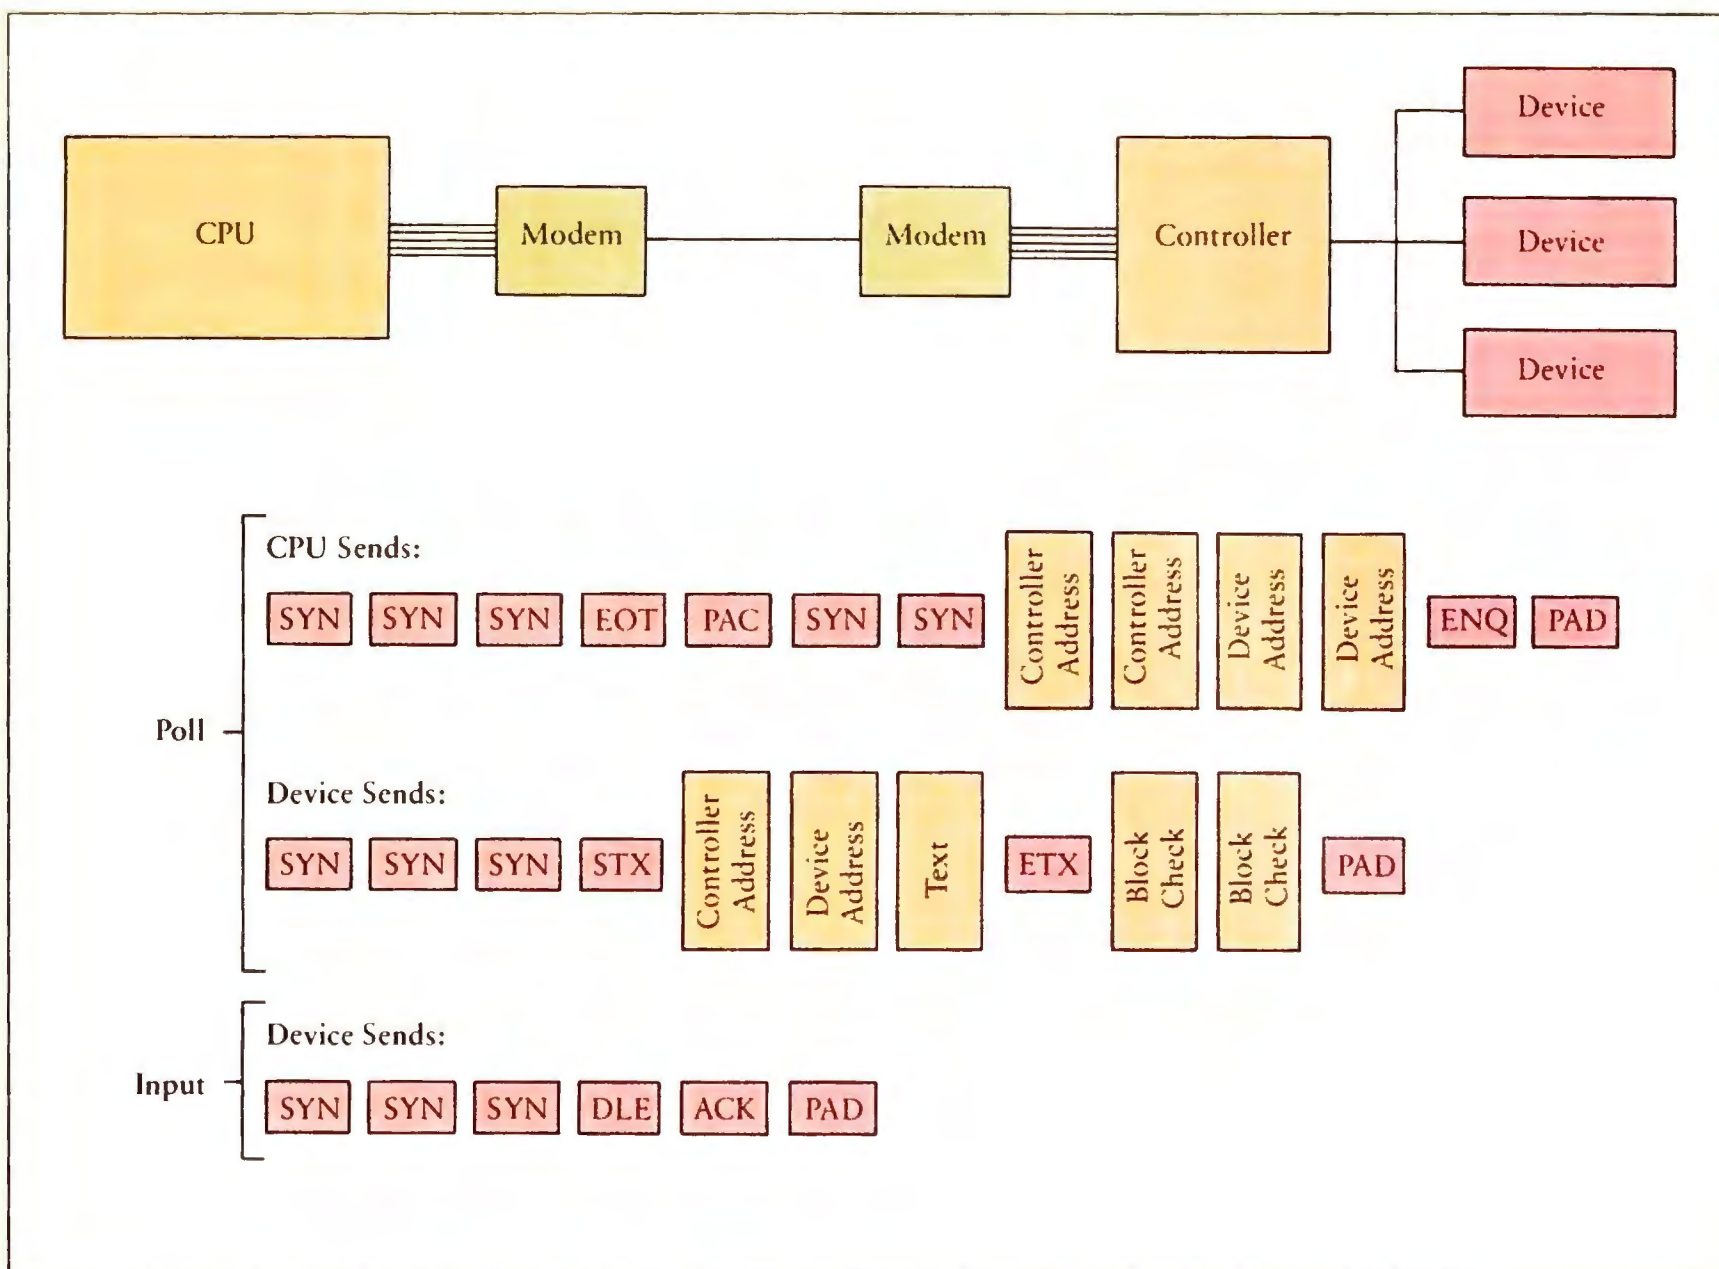 Device
CPU
Modem
Modem
Controller
Device
Device
Poll
CPU Sends:
SYN SYN SYN EOT PAC SYN SYN Controller Address Controller Address Device Address Device Address ENQ PAD
Device Sends:
SYN SYN SYN STX Controller Address Device Address Text ETX Block Check Block Check PAD
Input
Device Sends:
SYN SYN SYN DLE ACK PAD